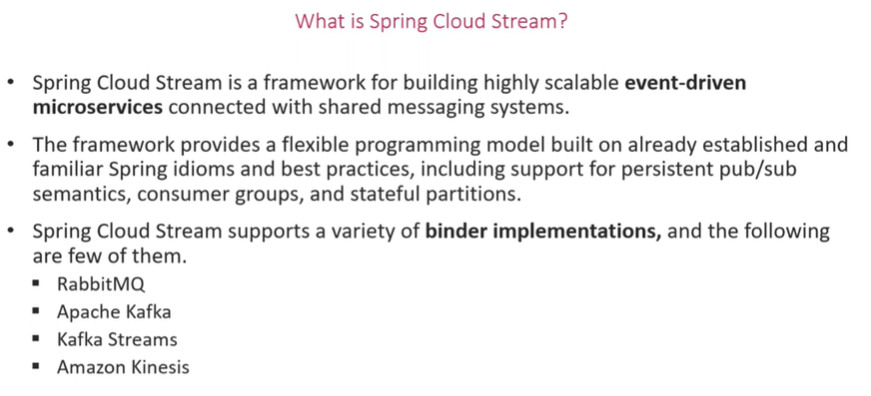 What is Spring Cloud Stream?
• Spring Cloud Stream is a framework for building highly scalable event-driven
microservices connected with shared messaging systems.
• The framework provides a flexible programming model built on already established and
familiar Spring idioms and best practices, including support for persistent pub/sub
semantics, consumer groups, and stateful partitions.
• Spring Cloud Stream supports a variety of binder implementations, and the following
are few of them.
▪ RabbitMQ
▪ Apache Kafka
▪ Kafka Streams
▪ Amazon Kinesis